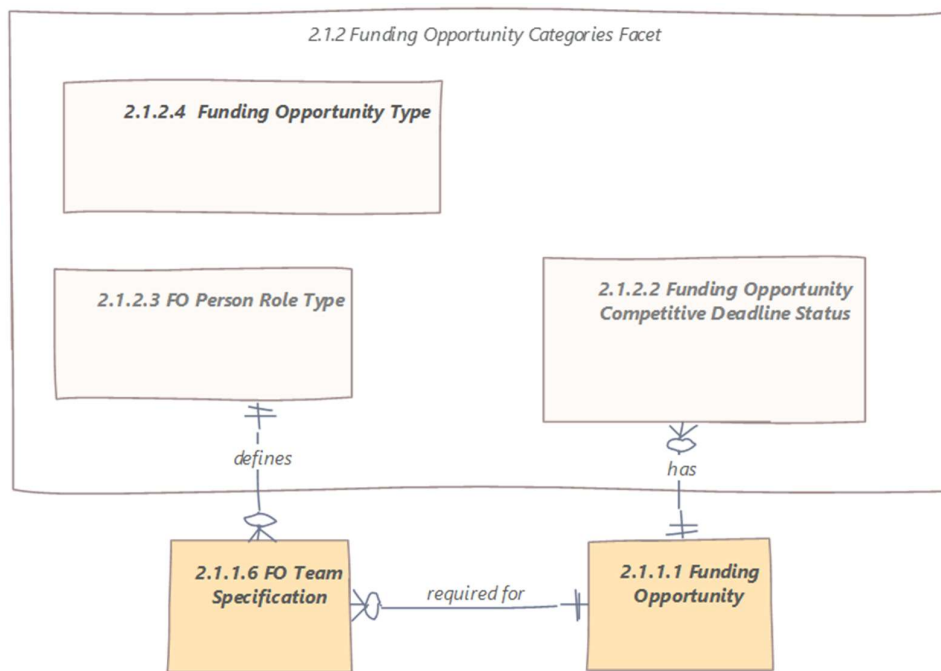 2.1.2 Funding Opportunity Categories Facet
2.1.2.4 Funding Opportunity Type
2.1.2.3 FO Person Role Type
2.1.2.2 Funding Opportunity
Competitive Deadline Status
defines
has
2.1.1.6 FO Team
Specification
required for
2.1.1.1 Funding
Opportunity